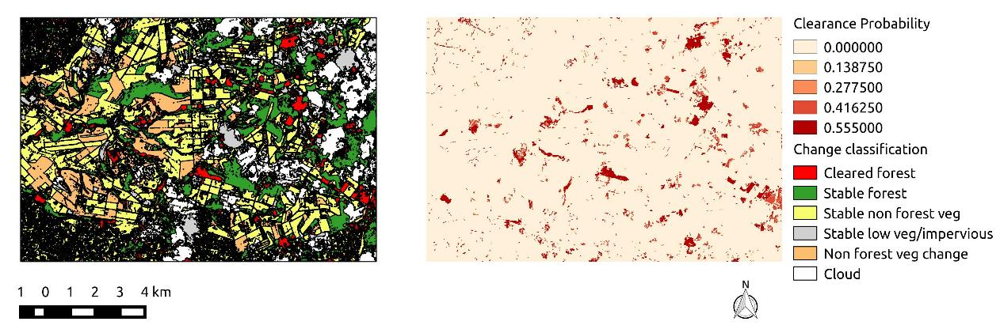 Clearance Probability
0.000000
0.138750
0.277500
0.416250
0.555000
Change classification
Cleared forest
Stable forest
Stable non forest veg
Stable low veg/impervious
Non forest veg change
Cloud
1 0 1 2 3 4 km
N